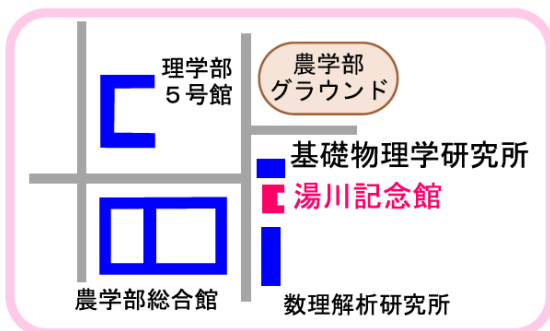 理学部
５号館
農学部
グラウンド
基礎物理学研究所
湯川記念館
農学部総合館
数理解析研究所